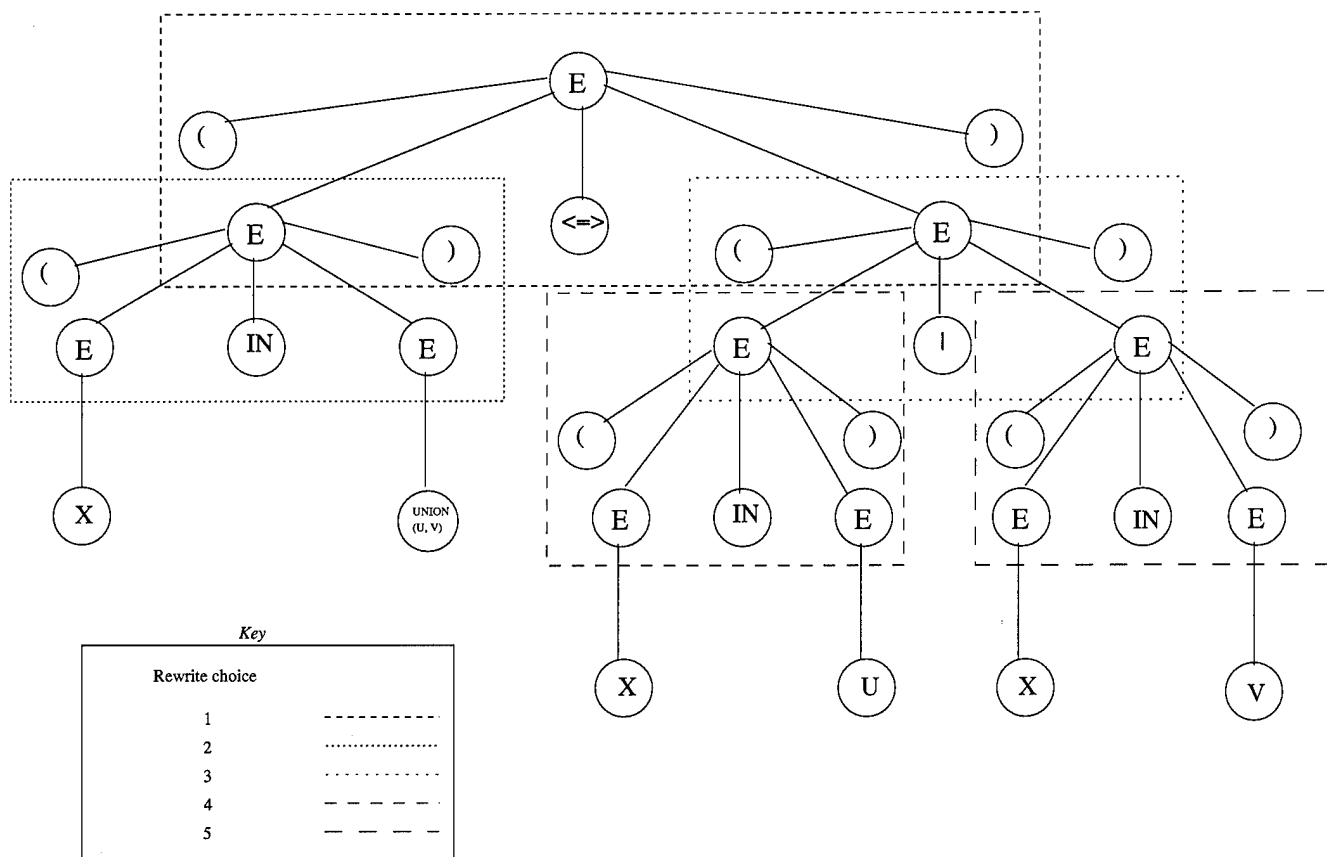 E
( )
E <=> E
( ) ( )
E IN E E | E
( ) ( )
X UNION E IN E E IN E
(U, V)
X U X V
Key
Rewrite choice
1
2
3
4
5